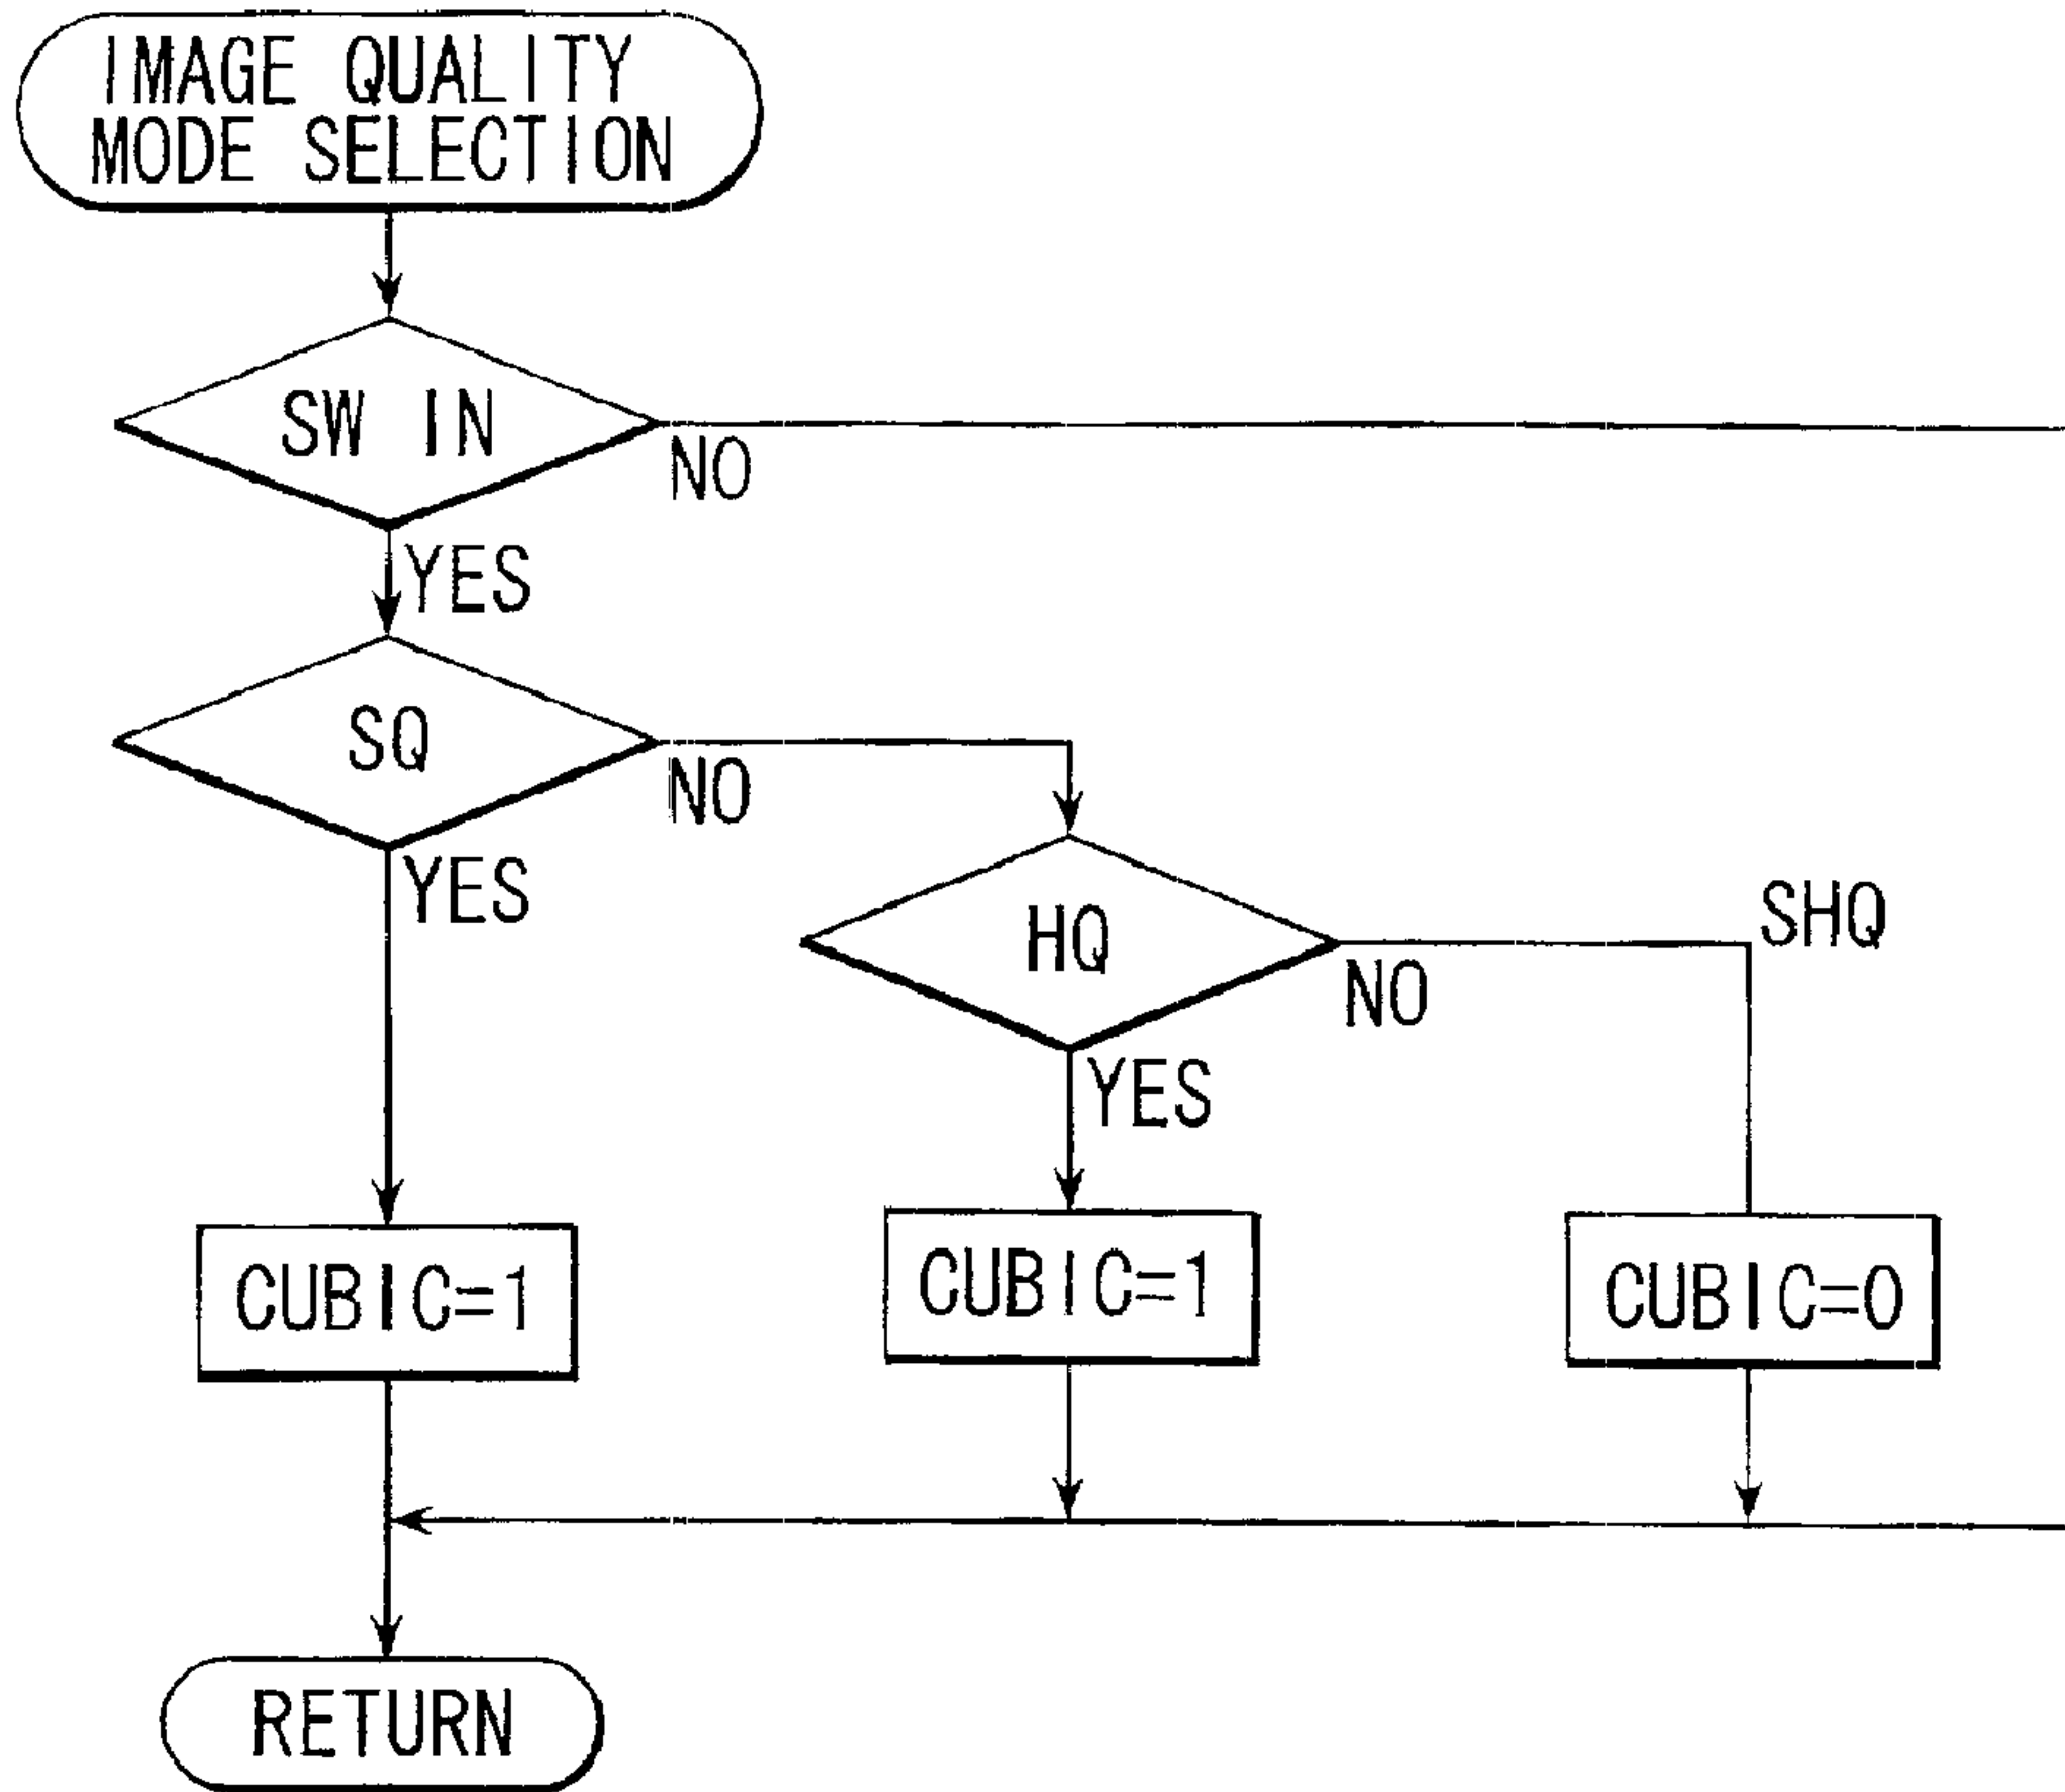 IMAGE QUALITY
MODE SELECTION
SW IN
NO
YES
SQ
NO
YES
HQ
SHQ
NO
YES
CUBIC=1
CUBIC=1
CUBIC=0
RETURN